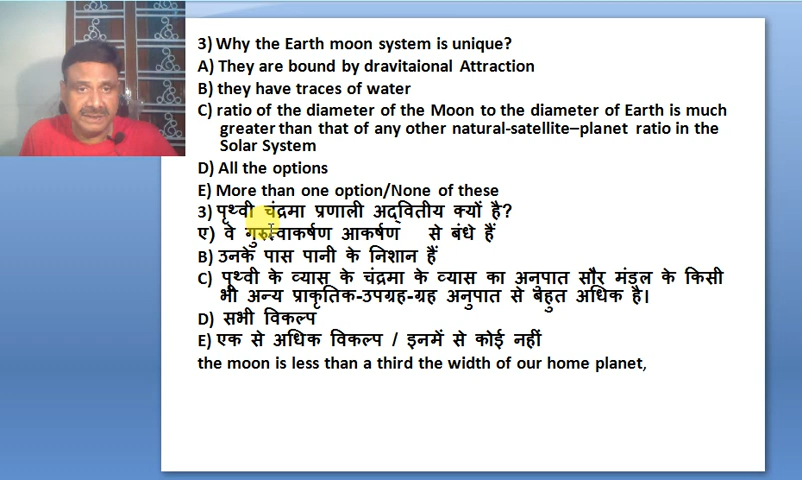 3) Why the Earth moon system is unique?
A) They are bound by dravitaional Attraction
B) they have traces of water
C) ratio of the diameter of the Moon to the diameter of Earth is much
greater than that of any other natural-satellite–planet ratio in the
Solar System
D) All the options
E) More than one option/None of these
3) पृथ्वी चंद्रमा प्रणाली अद्वितीय क्यों है?
ए) वे गुरुत्वाकर्षण आकर्षण से बंधे हैं
B) उनके पास पानी के निशान हैं
C) पृथ्वी के व्यास के चंद्रमा के व्यास का अनुपात सौर मंडल के किसी
भी अन्य प्राकृतिक-उपग्रह-ग्रह अनुपात से बहुत अधिक है।
D) सभी विकल्प
E) एक से अधिक विकल्प / इनमें से कोई नहीं
the moon is less than a third the width of our home planet,